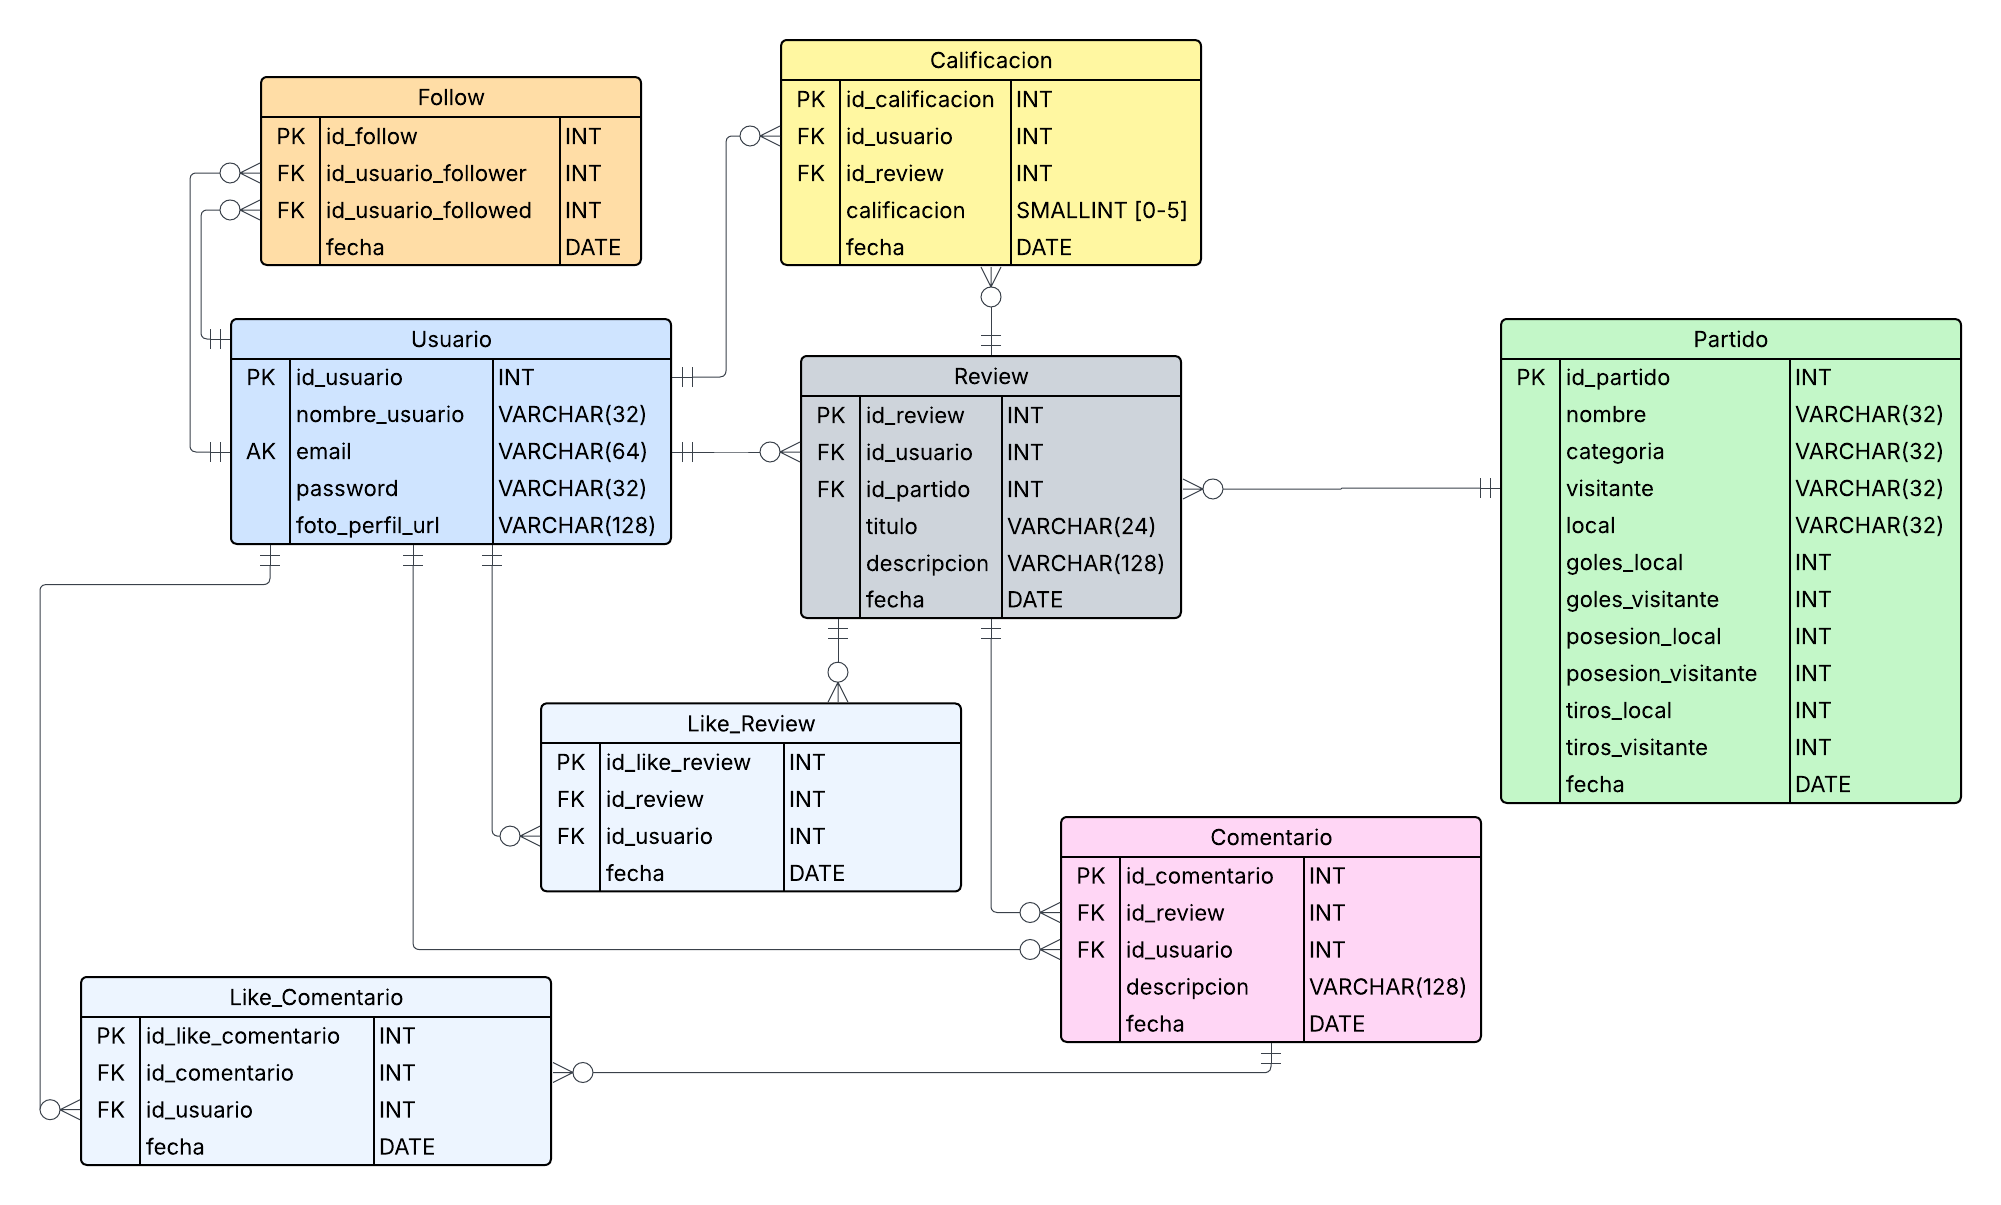 Follow
PK id_follow INT
FK id_usuario_follower INT
FK id_usuario_followed INT
fecha DATE
Calificacion
PK id_calificacion INT
FK id_usuario INT
FK id_review INT
calificacion SMALLINT [0-5]
fecha DATE
Usuario
PK id_usuario INT
nombre_usuario VARCHAR(32)
AK email VARCHAR(64)
password VARCHAR(32)
foto_perfil_url VARCHAR(128)
Review
PK id_review INT
FK id_usuario INT
FK id_partido INT
titulo VARCHAR(24)
descripcion VARCHAR(128)
fecha DATE
Partido
PK id_partido INT
nombre VARCHAR(32)
categoria VARCHAR(32)
visitante VARCHAR(32)
local VARCHAR(32)
goles_local INT
goles_visitante INT
posesion_local INT
posesion_visitante INT
tiros_local INT
tiros_visitante INT
fecha DATE
Like_Review
PK id_like_review INT
FK id_review INT
FK id_usuario INT
fecha DATE
Comentario
PK id_comentario INT
FK id_review INT
FK id_usuario INT
descripcion VARCHAR(128)
fecha DATE
Like_Comentario
PK id_like_comentario INT
FK id_comentario INT
FK id_usuario INT
fecha DATE